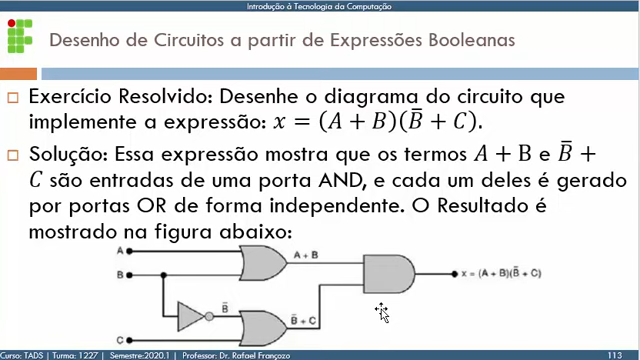 Introdução à Tecnologia da Computação
Desenho de Circuitos a partir de Expressões Booleanas
Exercício Resolvido: Desenhe o diagrama do circuito que
implemente a expressão: x = (A + B)(B̅ + C).
Solução: Essa expressão mostra que os termos A + B e B̅ +
C são entradas de uma porta AND, e cada um deles é gerado
por portas OR de forma independente. O Resultado é
mostrado na figura abaixo:
A
A + B
B
x = (A + B)(B̅ + C)
B̅
B̅ + C
C
Curso: TADS | Turma: 1227 | Semestre:2020.1 | Professor: Dr. Rafael Françozo
113